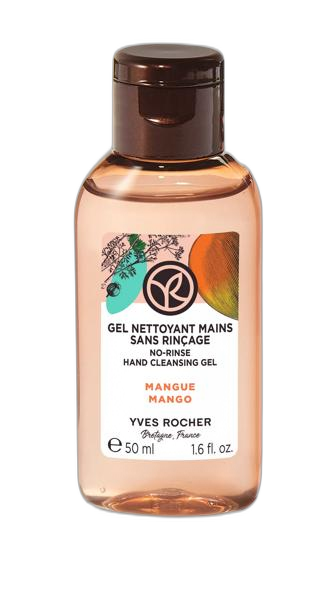 GEL NETTOYANT MAINS
SANS RINÇAGE
NO-RINSE
HAND CLEANSING GEL
MANGUE
MANGO
YVES ROCHER
Bretagne, France
℮ 50 ml 1.6 fl. oz.